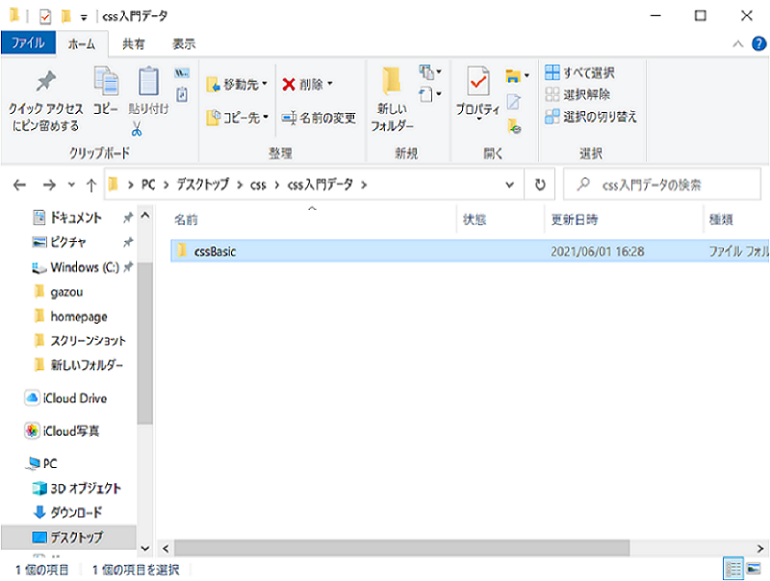 css入門データ
ファイル ホーム 共有 表示
クイック アクセス
にピン留めする
コピー
貼り付け
移動先
コピー先
削除
名前の変更
新しい
フォルダー
プロパティ
すべて選択
選択解除
選択の切り替え
クリップボード 整理 新規 開く 選択
PC デスクトップ css css入門データ
css入門データの検索
名前 状態 更新日時 種類
cssBasic 2021/06/01 16:28 ファイル フォル
ドキュメント
ピクチャ
Windows (C:)
gazou
homepage
スクリーンショット
新しいフォルダー
iCloud Drive
iCloud写真
PC
3D オブジェクト
ダウンロード
デスクトップ
1 個の項目 1 個の項目を選択